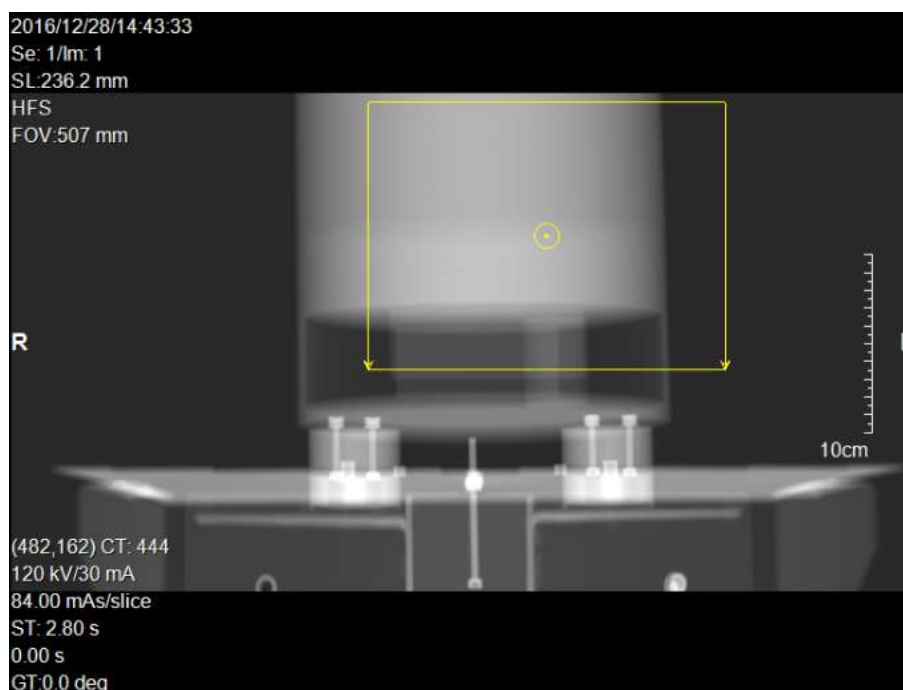 2016/12/28/14:43:33
Se: 1/Im: 1
SL:236.2 mm
HFS
FOV:507 mm
R
10cm
(482,162) CT: 444
120 kV/30 mA
84.00 mAs/slice
ST: 2.80 s
0.00 s
GT:0.0 deg